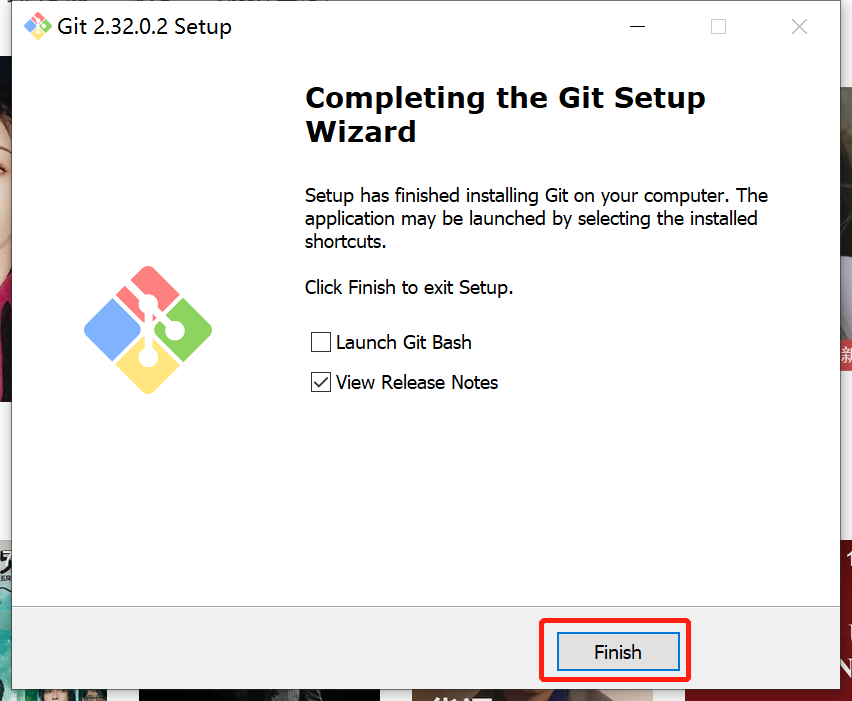 Git 2.32.0.2 Setup
Completing the Git Setup
Wizard
Setup has finished installing Git on your computer. The
application may be launched by selecting the installed
shortcuts.
Click Finish to exit Setup.
Launch Git Bash
View Release Notes
新
Finish